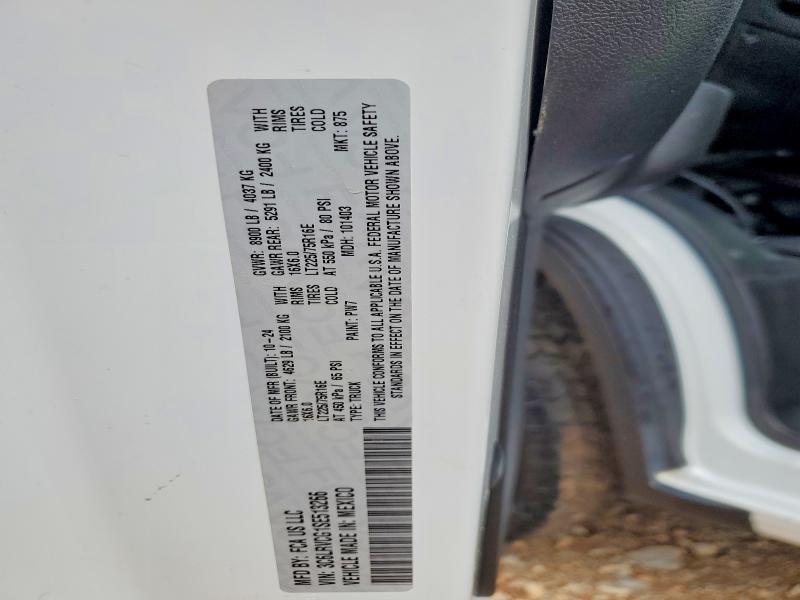 MFD BY: FCA US LLC
DATE OF MFR (BUILT): 10-24
GVWR: 8900 LB / 4037 KG
GAWR FRONT: 4629 LB / 2100 KG WITH
GAWR REAR: 5291 LB / 2400 KG WITH
16X6.0 RIMS
16X6.0 RIMS
LT225/75R16E TIRES
LT225/75R16E TIRES
AT 450 kPa / 65 PSI COLD
AT 550 kPa / 80 PSI COLD
VIN: 3C6LRVCG1SE513266
TYPE: TRUCK
PAINT: PW7
MDH: 101403
MKT: 875
VEHICLE MADE IN: MEXICO
THIS VEHICLE CONFORMS TO ALL APPLICABLE U.S.A. FEDERAL MOTOR VEHICLE SAFETY
STANDARDS IN EFFECT ON THE DATE OF MANUFACTURE SHOWN ABOVE.